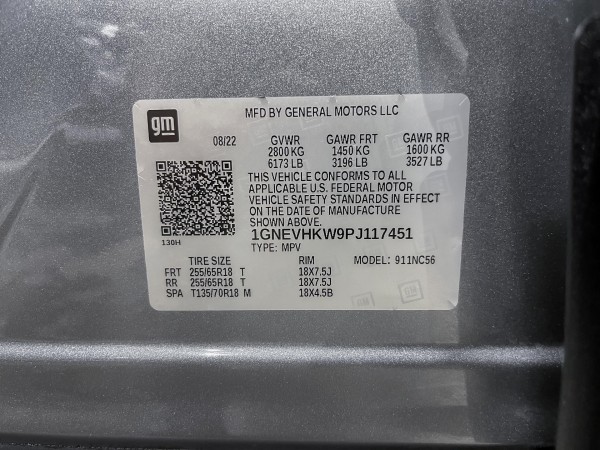 gm
MFD BY GENERAL MOTORS LLC
08/22 GVWR GAWR FRT GAWR RR
2800 KG 1450 KG 1600 KG
6173 LB 3196 LB 3527 LB
THIS VEHICLE CONFORMS TO ALL
APPLICABLE U.S. FEDERAL MOTOR
VEHICLE SAFETY STANDARDS IN EFFECT
ON THE DATE OF MANUFACTURE
SHOWN ABOVE.
1GNEVHKW9PJ117451
130H
TYPE: MPV
TIRE SIZE RIM MODEL: 911NC56
FRT 255/65R18 T 18X7.5J
RR 255/65R18 T 18X7.5J
SPA T135/70R18 M 18X4.5B